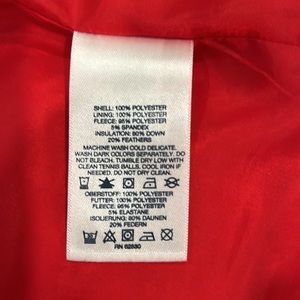 SHELL: 100% POLYESTER
LINING: 100% POLYESTER
FLEECE: 95% POLYESTER
5% SPANDEX
INSULATION: 80% DOWN
20% FEATHERS
MACHINE WASH COLD DELICATE.
WASH DARK COLORS SEPARATELY. DO
NOT BLEACH. TUMBLE DRY LOW WITH
CLEAN TENNIS BALLS. COOL IRON IF
NEEDED. DO NOT DRY CLEAN.
OBERSTOFF: 100% POLYESTER
FUTTER: 100% POLYESTER
FLEECE: 95% POLYESTER
5% ELASTANE
ISOLIERUNG: 80% DAUNEN
20% FEDERN
RN 62830